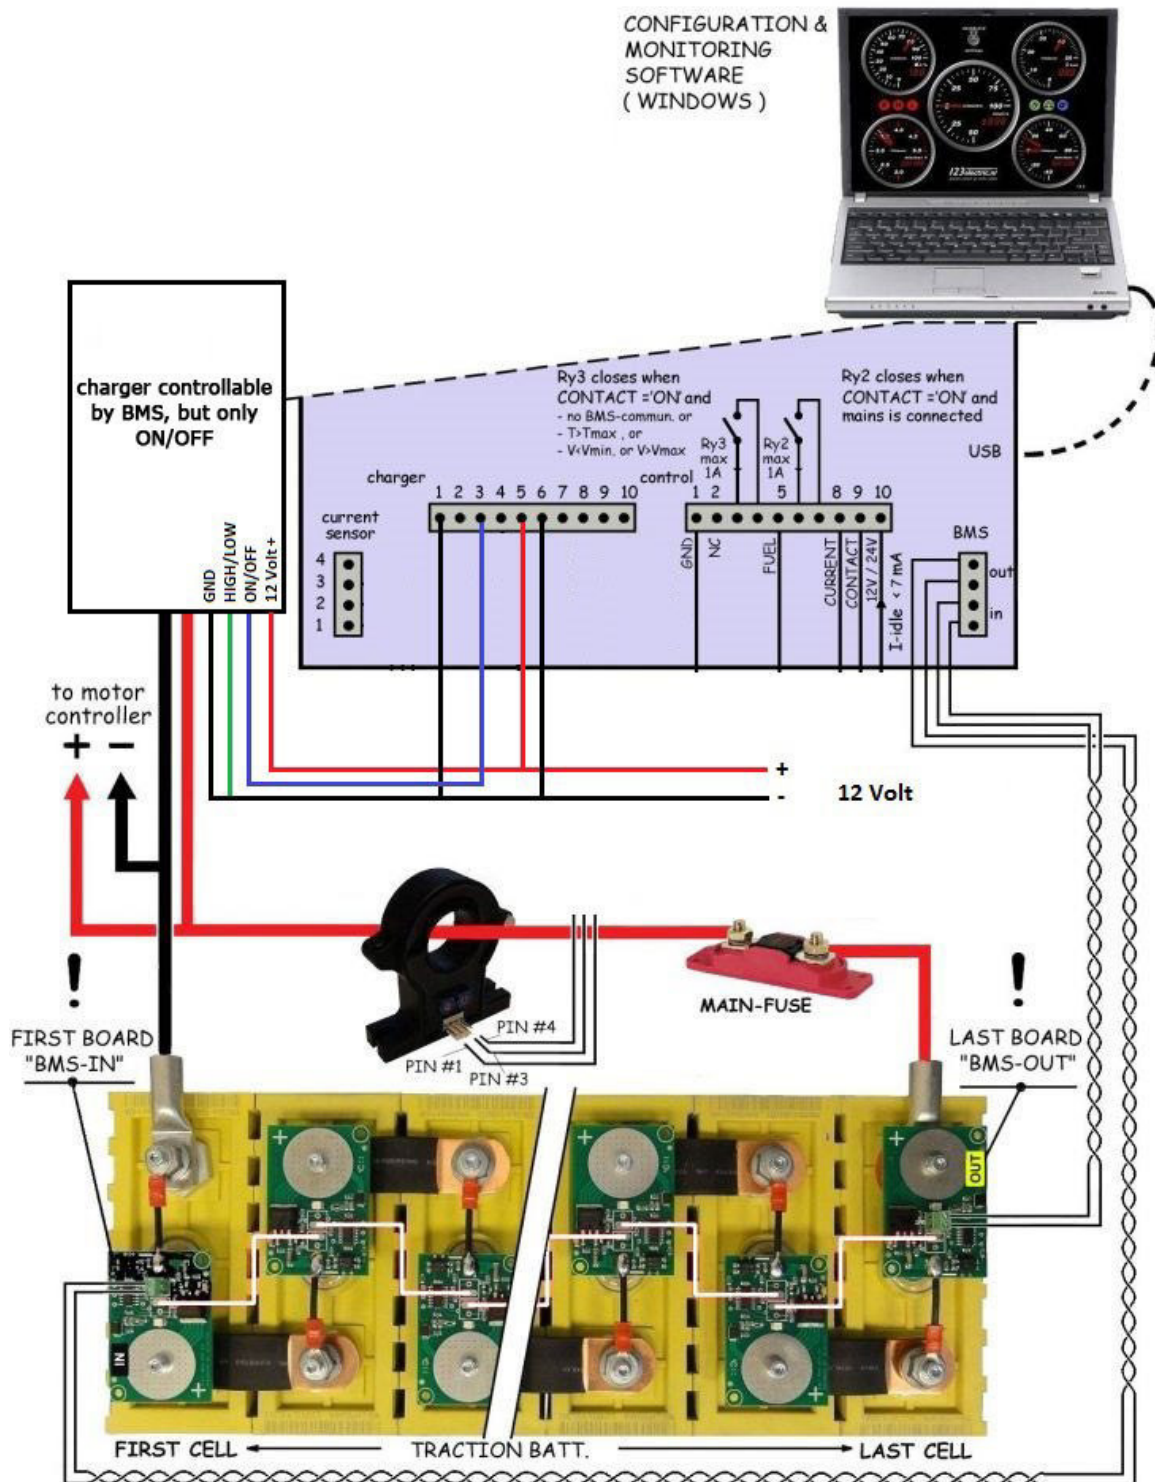 CONFIGURATION &
MONITORING
SOFTWARE
( WINDOWS )
123electric.nl
charger controllable
by BMS, but only
ON/OFF
GND
HIGH/LOW
ON/OFF
12 Volt +
Ry3 closes when
CONTACT ='ON' and
- no BMS-commun. or
- T>Tmax , or
- V<Vmin. or V>Vmax
Ry2 closes when
CONTACT ='ON' and
mains is connected
Ry3
max
1A
Ry2
max
1A
USB
charger
1 2 3 4 5 6 7 8 9 10
control
1 2 5 8 9 10
current
sensor
4
3
2
1
GND
NC
FUEL
CURRENT
CONTACT
12V / 24V
I-idle < 7 mA
BMS
out
in
to motor
controller
+ −
+
-
12 Volt
MAIN-FUSE
PIN #4
PIN #1
PIN #3
!
FIRST BOARD
"BMS-IN"
!
LAST BOARD
"BMS-OUT"
+
+
+
OUT
IN
+
+
+
FIRST CELL
TRACTION BATT.
LAST CELL